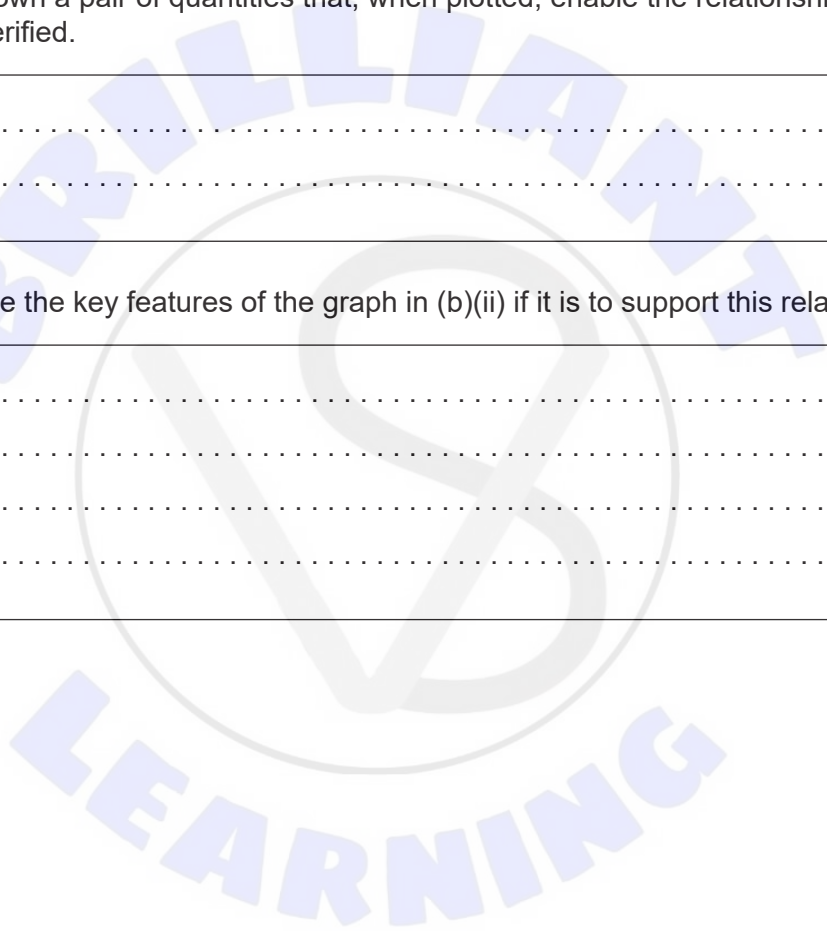 own a pair of quantities that, when plotted, enable the relationshi
erified.
e the key features of the graph in (b)(ii) if it is to support this rela
BRILLIANT
VS
LEARNING